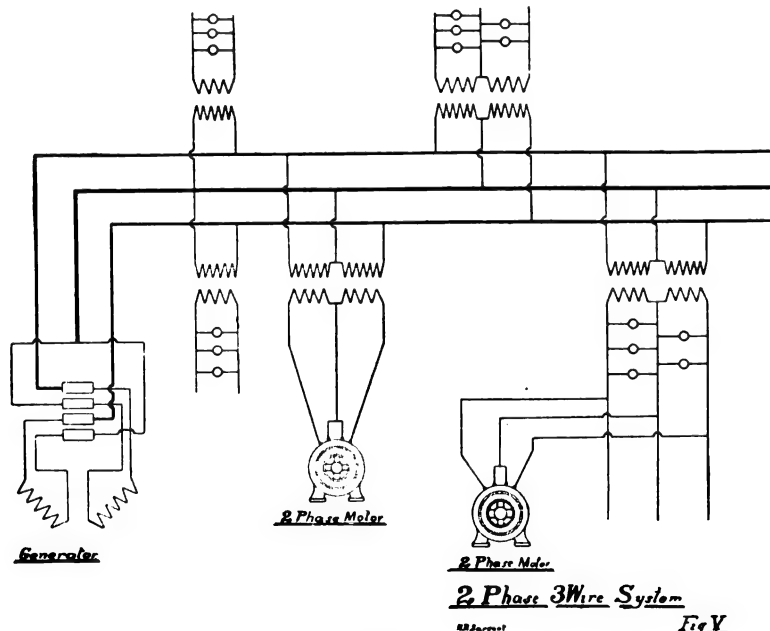 Generator
2 Phase Motor
2 Phase Motor
2 Phase 3 Wire System
Fig V